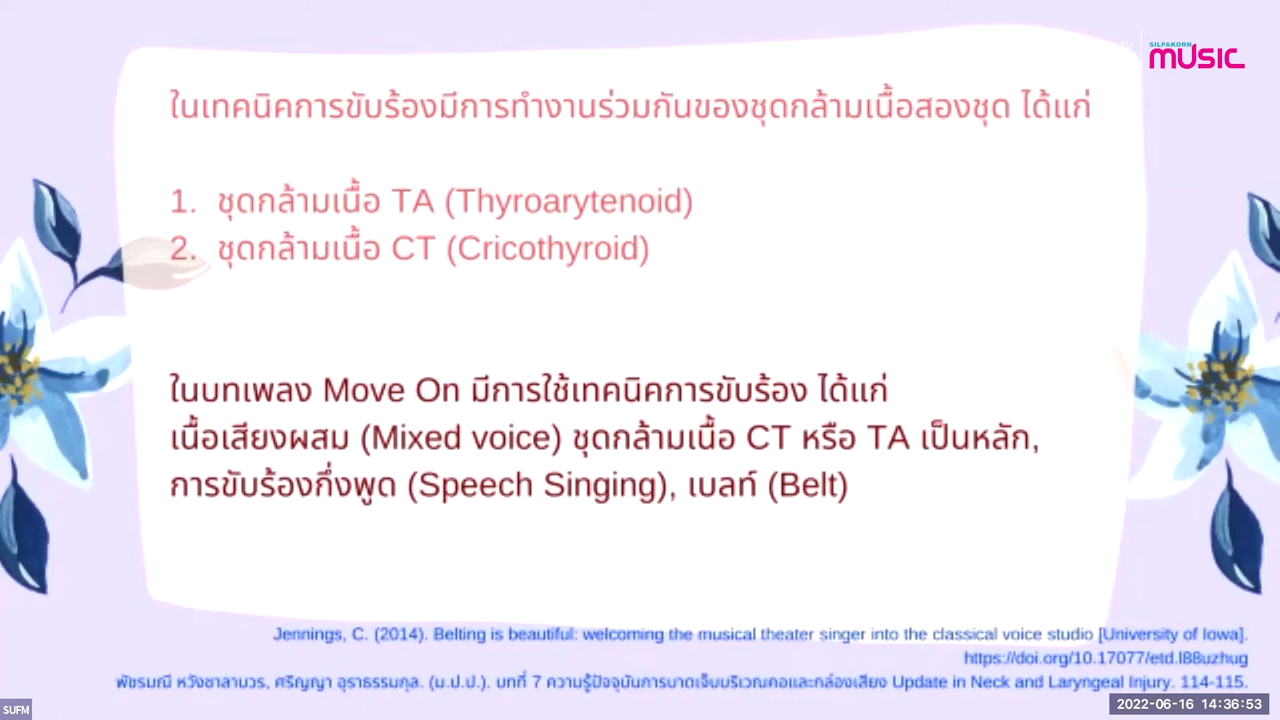 SILPAKORN
MUSIC
ในเทคนิคการขับร้องมีการทำงานร่วมกันของชุดกล้ามเนื้อสองชุด ได้แก่
1. ชุดกล้ามเนื้อ TA (Thyroarytenoid)
2. ชุดกล้ามเนื้อ CT (Cricothyroid)
ในบทเพลง Move On มีการใช้เทคนิคการขับร้อง ได้แก่
เนื้อเสียงผสม (Mixed voice) ชุดกล้ามเนื้อ CT หรือ TA เป็นหลัก,
การขับร้องกึ่งพูด (Speech Singing), เบลท์ (Belt)
Jennings, C. (2014). Belting is beautiful: welcoming the musical theater singer into the classical voice studio [University of Iowa].
https://doi.org/10.17077/etd.l88uzhug
พัชรมณี หวังชาลาบวร, ศรีญญา อุราธรรมกุล. (ม.ป.ป.). บทที่ 7 ความรู้ปัจจุบันการบาดเจ็บบริเวณคอและกล่องเสียง Update in Neck and Laryngeal Injury. 114-115.
SUFM
2022-06-16 14:36:53